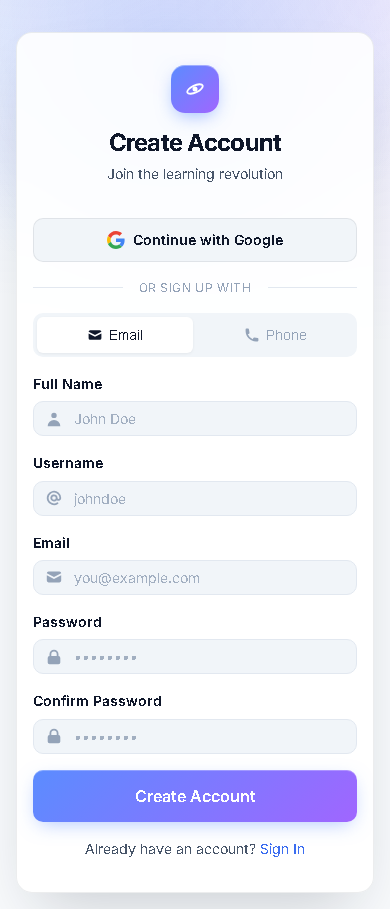 Create Account
Join the learning revolution
Continue with Google
OR SIGN UP WITH
Email
Phone
Full Name
John Doe
Username
johndoe
Email
you@example.com
Password
••••••••
Confirm Password
••••••••
Create Account
Already have an account? Sign In